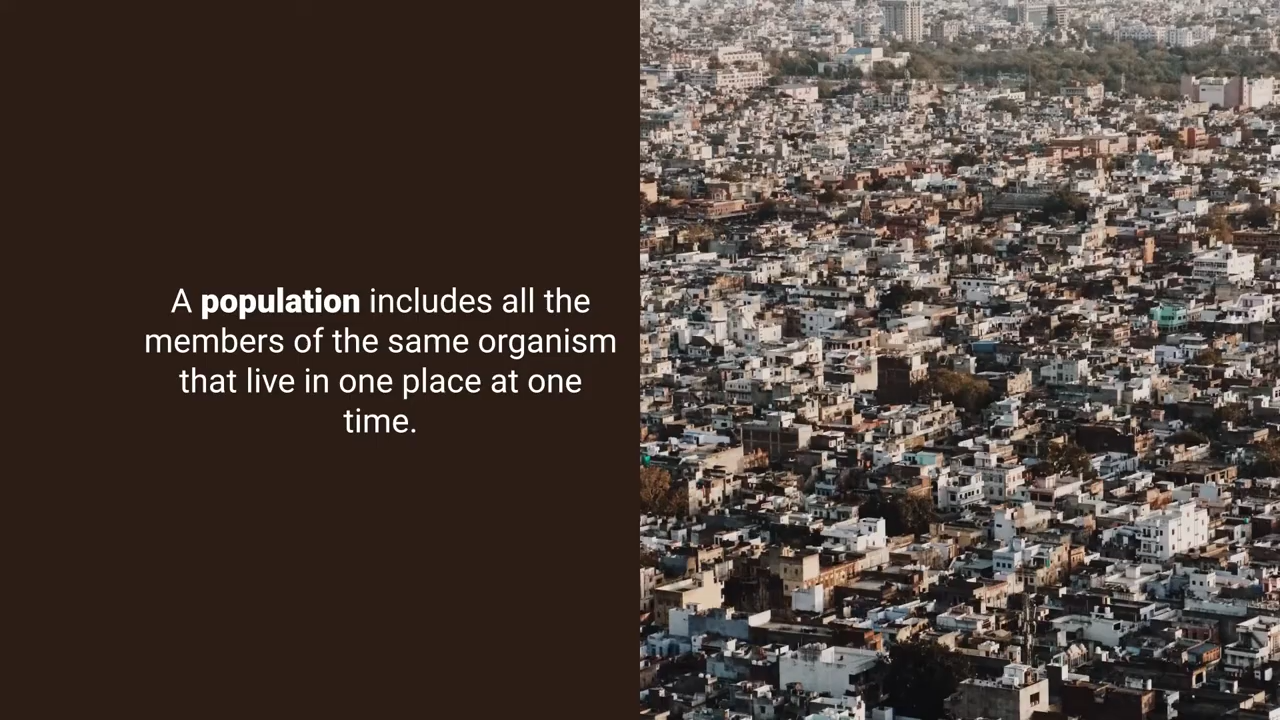 A population includes all the
members of the same organism
that live in one place at one
time.